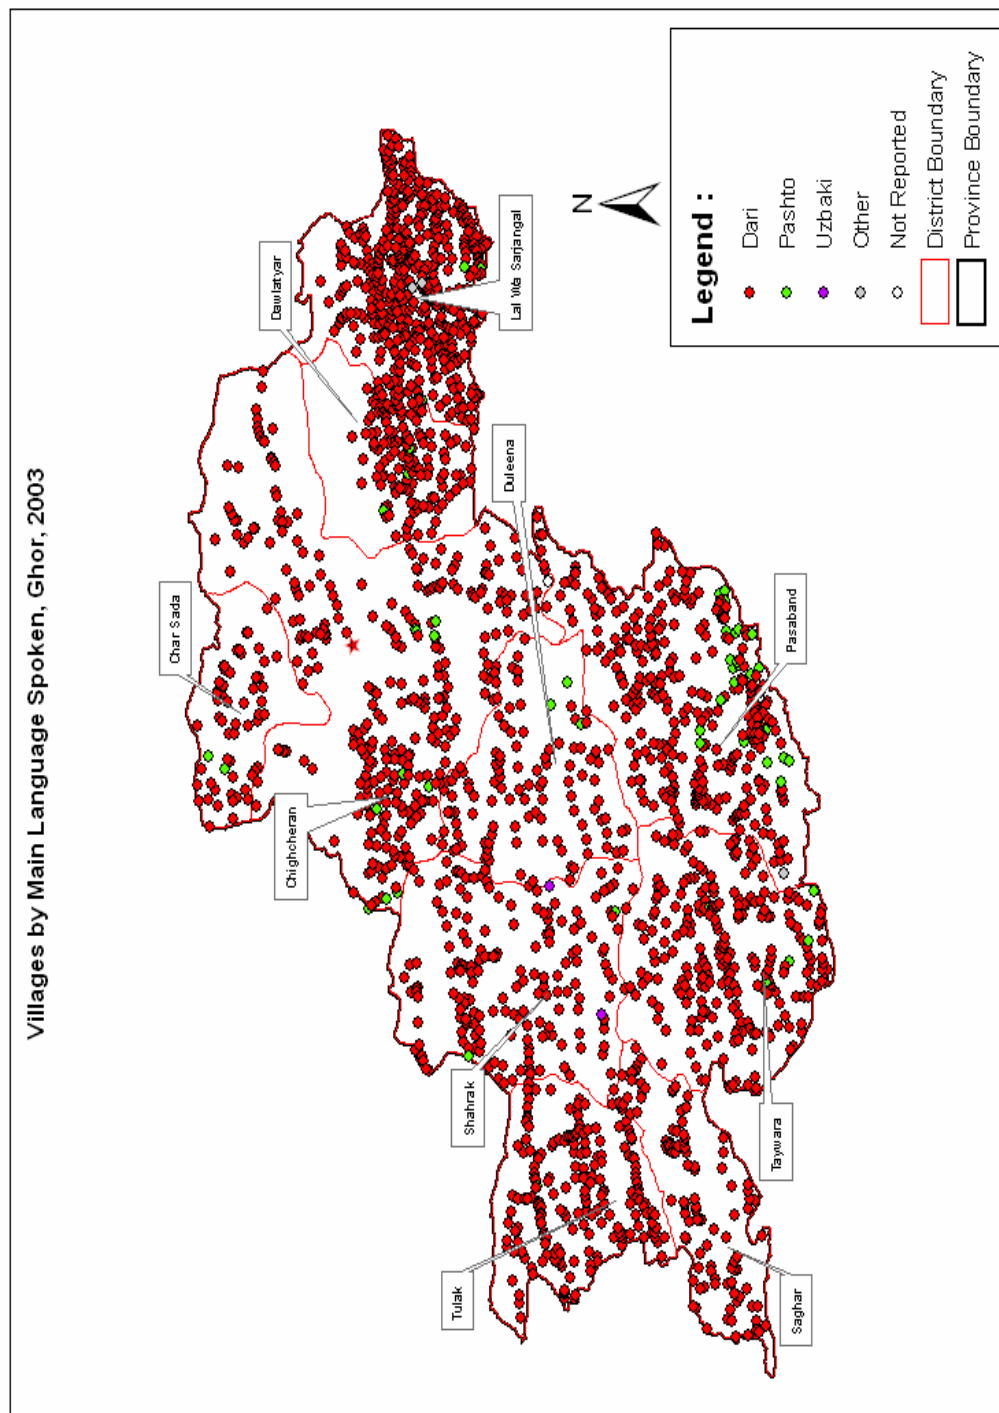 Villages by Main Language Spoken, Ghor, 2003
Char Sada
Dawlatyar
Chighcheran
Lal Wa Sarjangal
Duleena
Shahrak
Tulak
Pasaband
Taywara
Saghar
N
Legend :
Dari
Pashto
Uzbaki
Other
Not Reported
District Boundary
Province Boundary